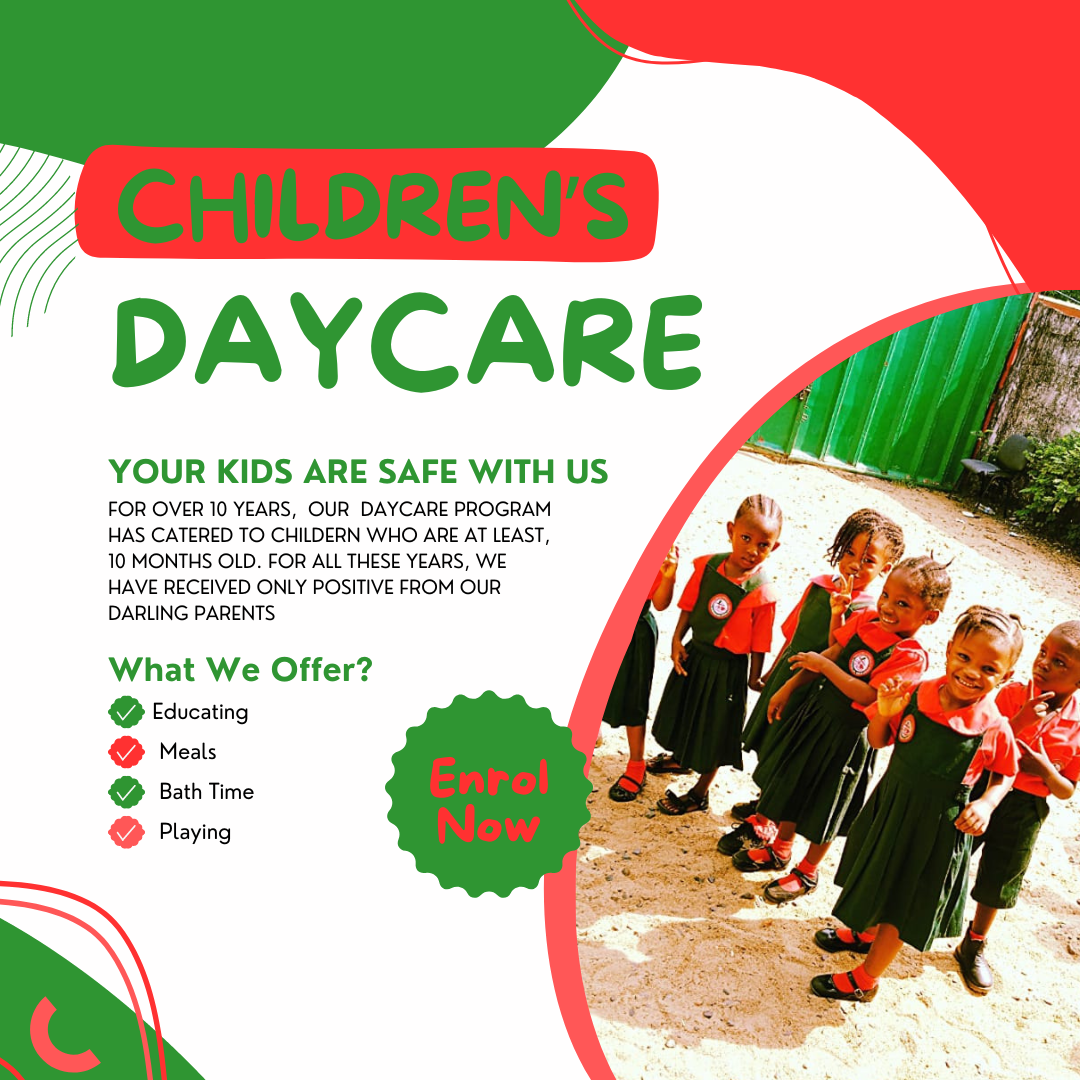 CHILDREN'S
DAYCARE
YOUR KIDS ARE SAFE WITH US
FOR OVER 10 YEARS, OUR DAYCARE PROGRAM
HAS CATERED TO CHILDERN WHO ARE AT LEAST,
10 MONTHS OLD. FOR ALL THESE YEARS, WE
HAVE RECEIVED ONLY POSITIVE FROM OUR
DARLING PARENTS
What We Offer?
Educating
Meals
Bath Time
Playing
Enrol
Now